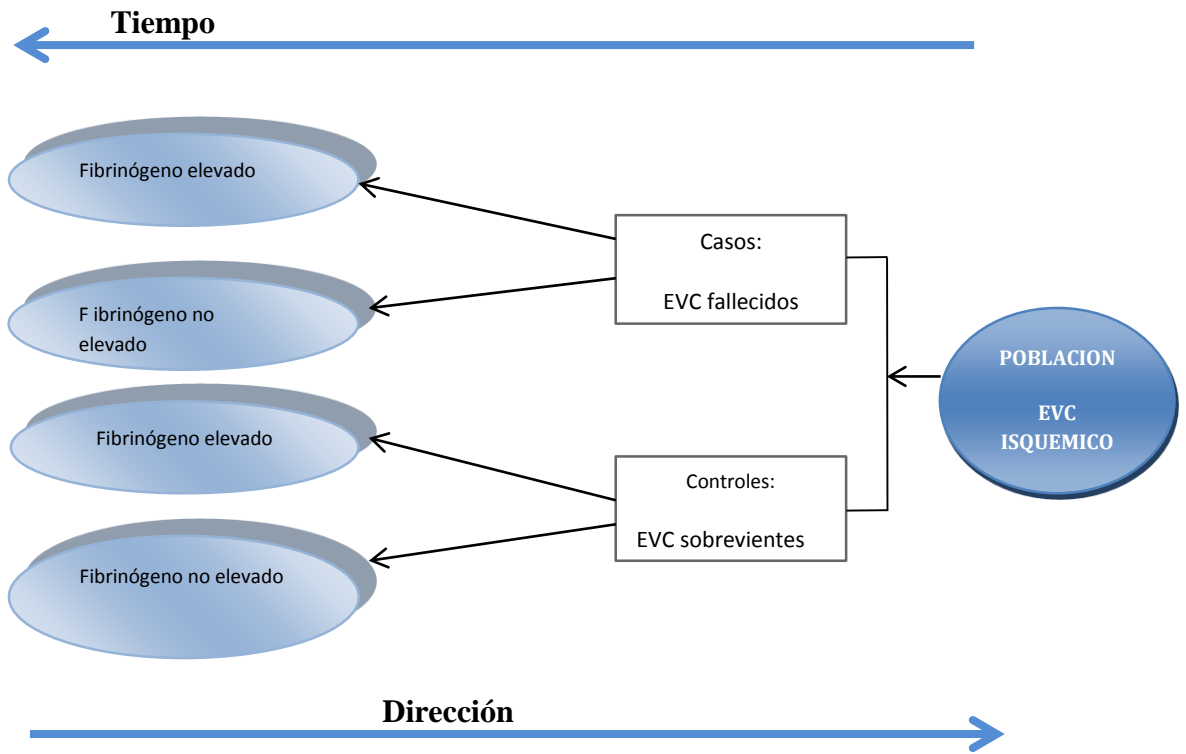 Tiempo
Fibrinógeno elevado
F ibrinógeno no
elevado
Fibrinógeno elevado
Fibrinógeno no elevado
Casos:
EVC fallecidos
Controles:
EVC sobrevientes
POBLACION
EVC
ISQUEMICO
Dirección